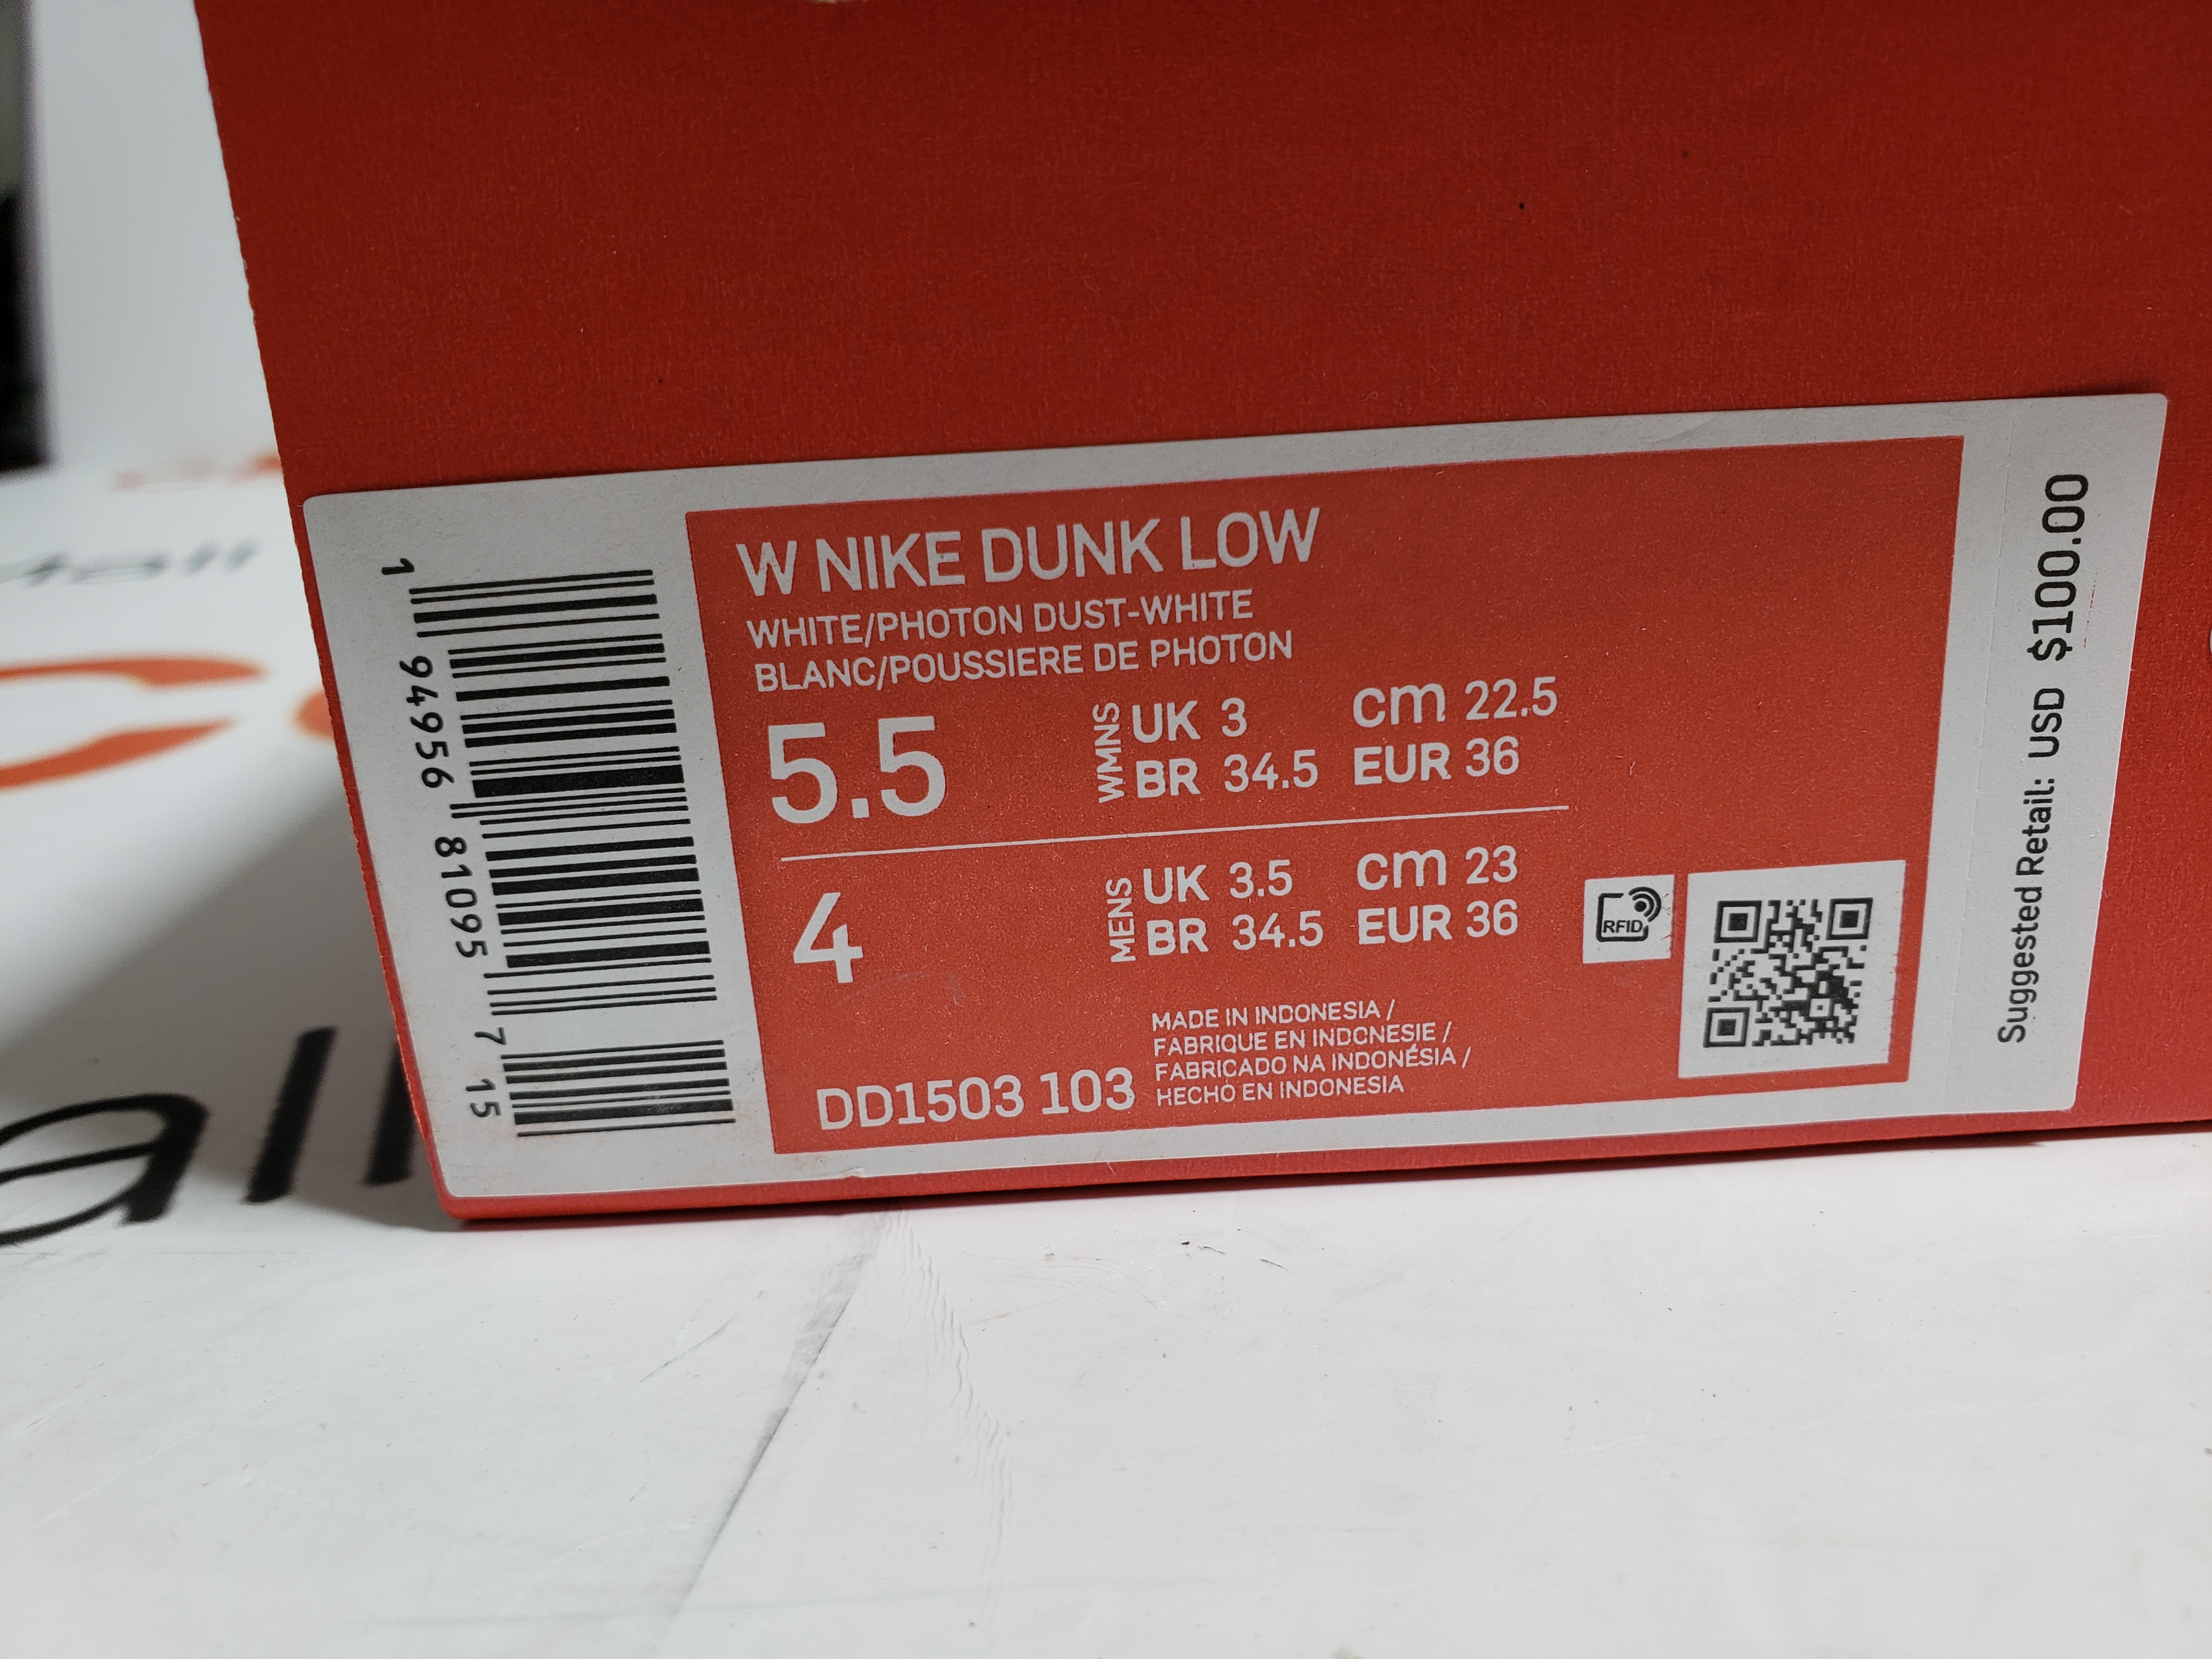 W NIKE DUNK LOW
WHITE/PHOTON DUST-WHITE
BLANC/POUSSIERE DE PHOTON
5.5
WMNS
UK 3 cm 22.5
BR 34.5 EUR 36
4
MENS
UK 3.5 cm 23
BR 34.5 EUR 36
DD1503 103
MADE IN INDONESIA /
FABRIQUE EN INDONESIE /
FABRICADO NA INDONÉSIA /
HECHO EN INDONESIA
RFID
1 94956 81095 7 15
Suggested Retail: USD $100.00